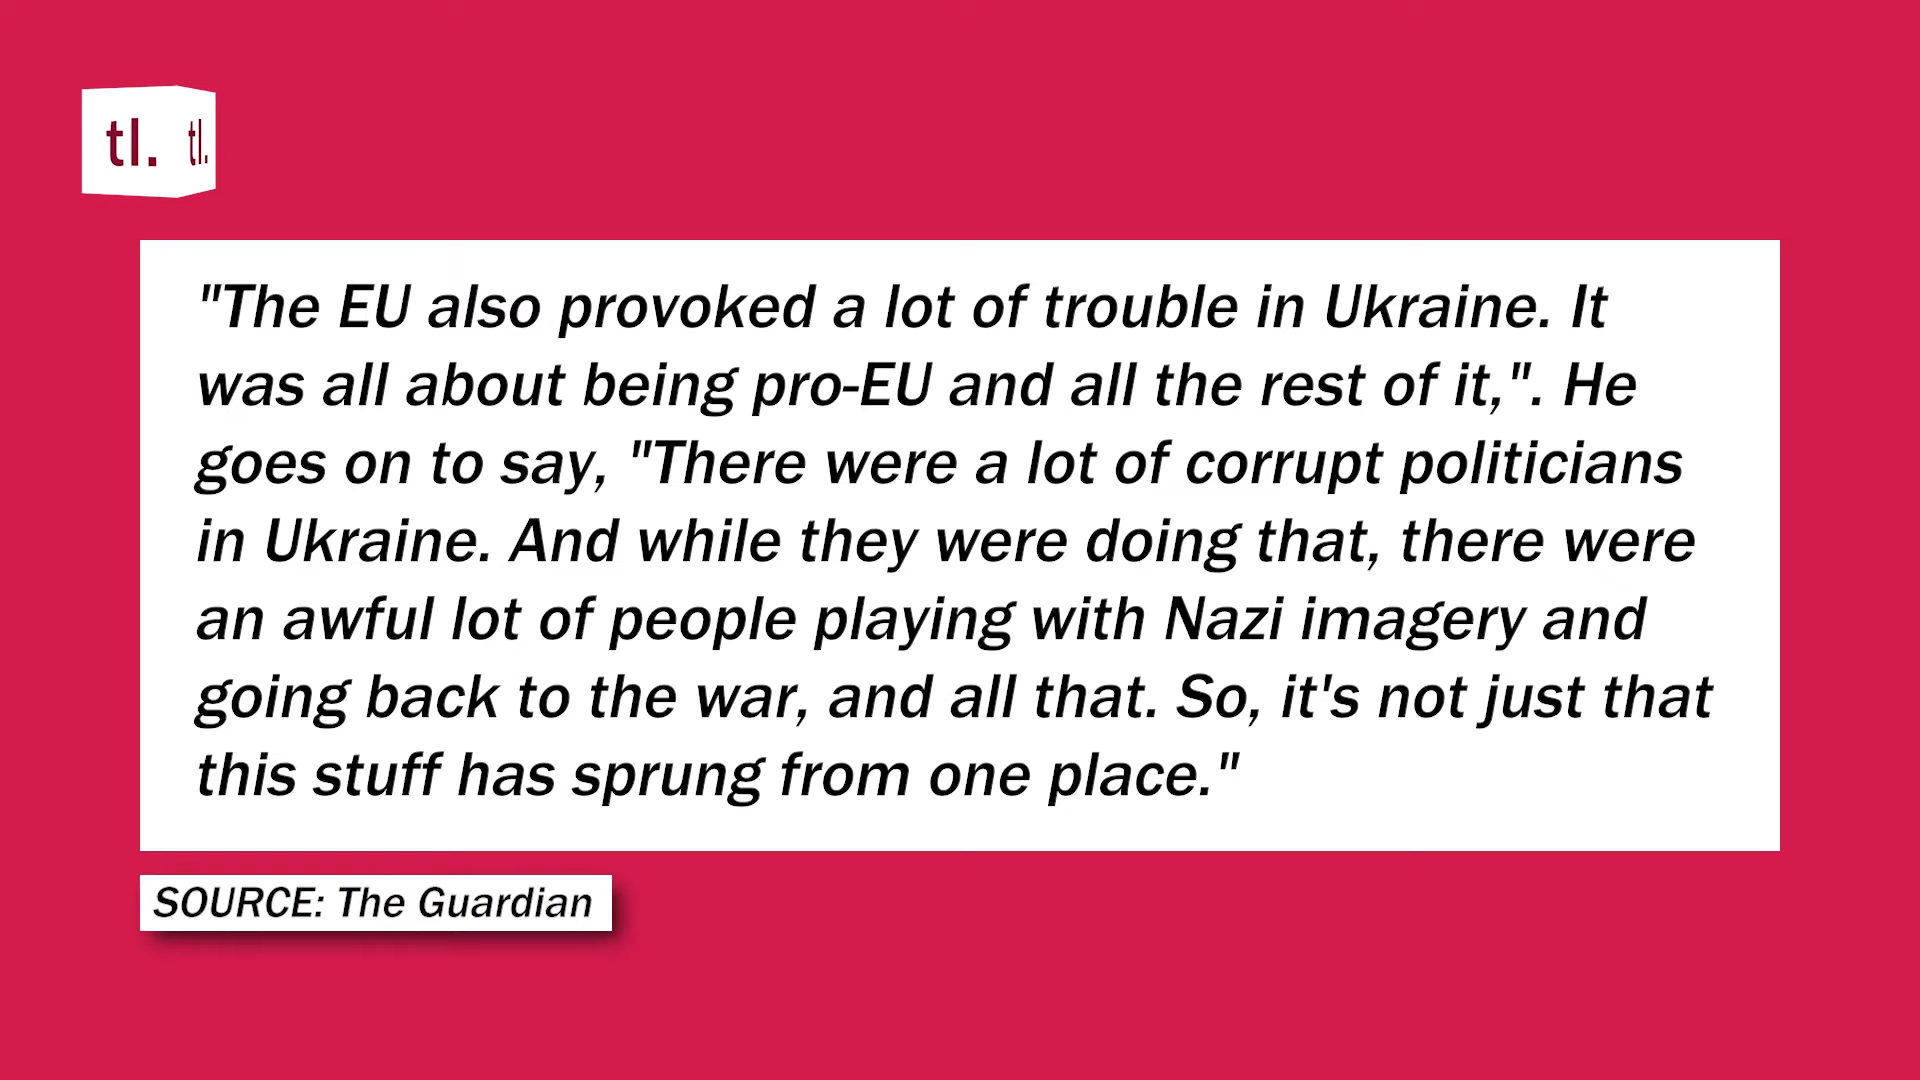 tl. tl.
"The EU also provoked a lot of trouble in Ukraine. It
was all about being pro-EU and all the rest of it,". He
goes on to say, "There were a lot of corrupt politicians
in Ukraine. And while they were doing that, there were
an awful lot of people playing with Nazi imagery and
going back to the war, and all that. So, it's not just that
this stuff has sprung from one place."
SOURCE: The Guardian